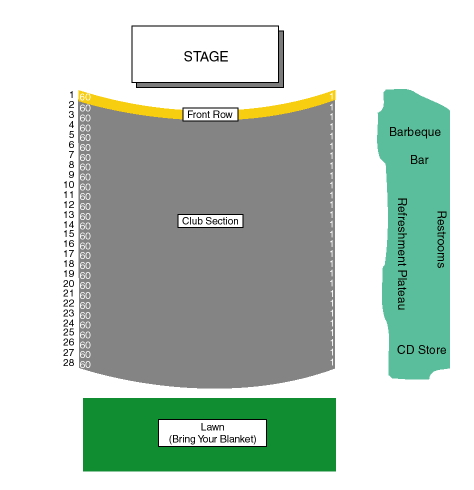 STAGE
1 60 1
2 60 1
3 60 Front Row 1
4 60 1
5 60 1
6 60 1
7 60 1
8 60 1
9 60 1
10 60 1
11 60 1
12 60 1
13 60 Club Section 1
14 60 1
15 60 1
16 60 1
17 60 1
18 60 1
19 60 1
20 60 1
21 60 1
22 60 1
23 60 1
24 60 1
25 60 1
26 60 1
27 60 1
28 60 1
Lawn
(Bring Your Blanket)
Barbeque
Bar
Refreshment Plateau
Restrooms
CD Store